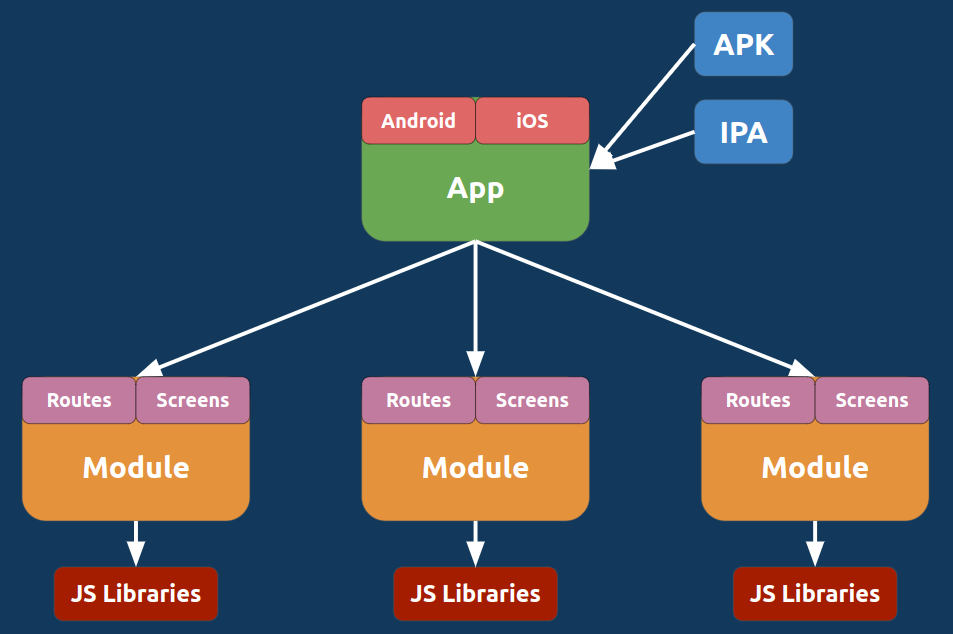 APK
IPA
Android
iOS
App
Routes
Screens
Module
Routes
Screens
Module
Routes
Screens
Module
JS Libraries
JS Libraries
JS Libraries